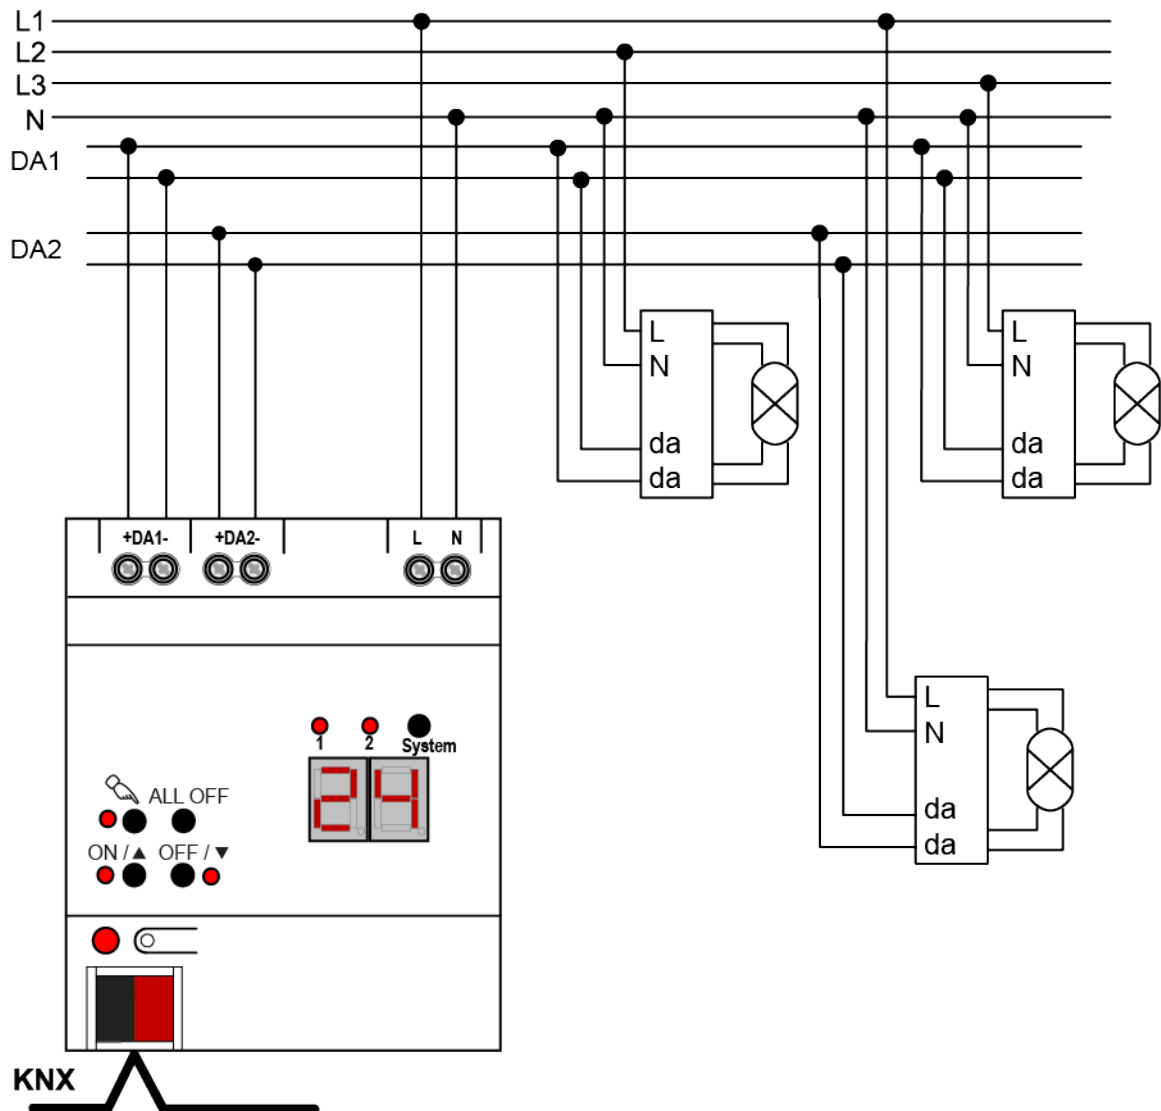 L1
L2
L3
N
DA1
DA2
L
N
da
da
L
N
da
da
+DA1- +DA2- L N
L
N
da
da
1 2 System
24
ALL OFF
ON /▲ OFF /▼
KNX